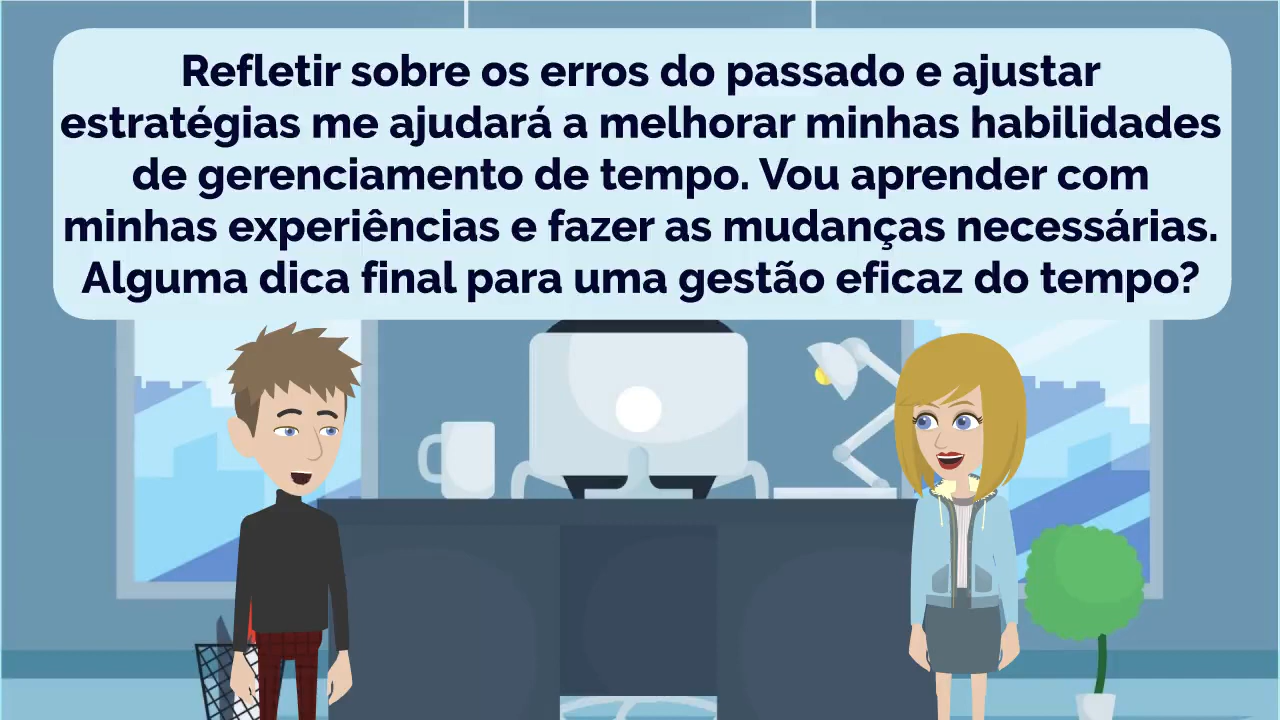 Refletir sobre os erros do passado e ajustar
estratégias me ajudará a melhorar minhas habilidades
de gerenciamento de tempo. Vou aprender com
minhas experiências e fazer as mudanças necessárias.
Alguma dica final para uma gestão eficaz do tempo?